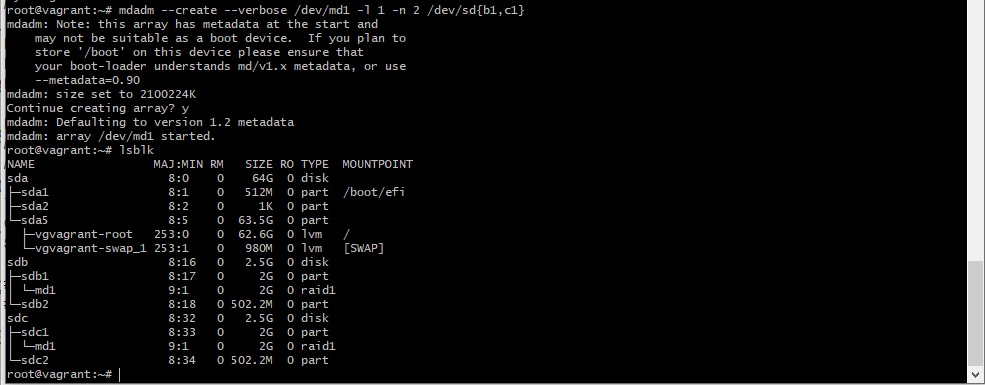 root@vagrant:~# mdadm --create --verbose /dev/md1 -l 1 -n 2 /dev/sd{b1,c1}
mdadm: Note: this array has metadata at the start and
    may not be suitable as a boot device.  If you plan to
    store '/boot' on this device please ensure that
    your boot-loader understands md/v1.x metadata, or use
    --metadata=0.90
mdadm: size set to 2100224K
Continue creating array? y
mdadm: Defaulting to version 1.2 metadata
mdadm: array /dev/md1 started.
root@vagrant:~# lsblk
NAME                 MAJ:MIN RM   SIZE RO TYPE  MOUNTPOINT
sda                    8:0    0    64G  0 disk
├─sda1                 8:1    0   512M  0 part  /boot/efi
├─sda2                 8:2    0     1K  0 part
└─sda5                 8:5    0  63.5G  0 part
  ├─vgvagrant-root   253:0    0  62.6G  0 lvm   /
  └─vgvagrant-swap_1 253:1    0   980M  0 lvm   [SWAP]
sdb                    8:16   0   2.5G  0 disk
├─sdb1                 8:17   0     2G  0 part
│ └─md1                9:1    0     2G  0 raid1
└─sdb2                 8:18   0 502.2M  0 part
sdc                    8:32   0   2.5G  0 disk
├─sdc1                 8:33   0     2G  0 part
│ └─md1                9:1    0     2G  0 raid1
└─sdc2                 8:34   0 502.2M  0 part
root@vagrant:~#